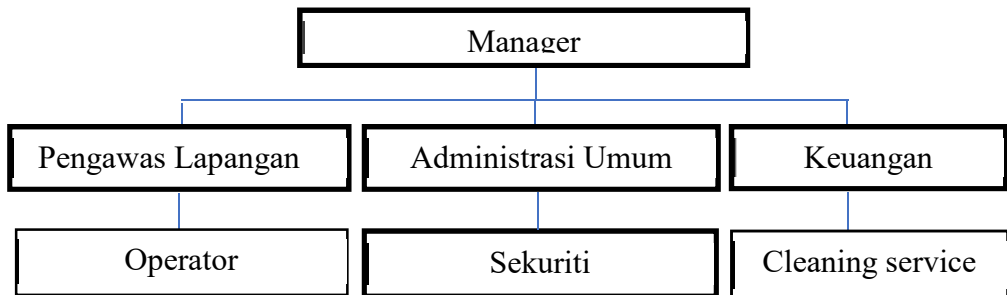 Manager
Pengawas Lapangan
Administrasi Umum
Keuangan
Operator
Sekuriti
Cleaning service